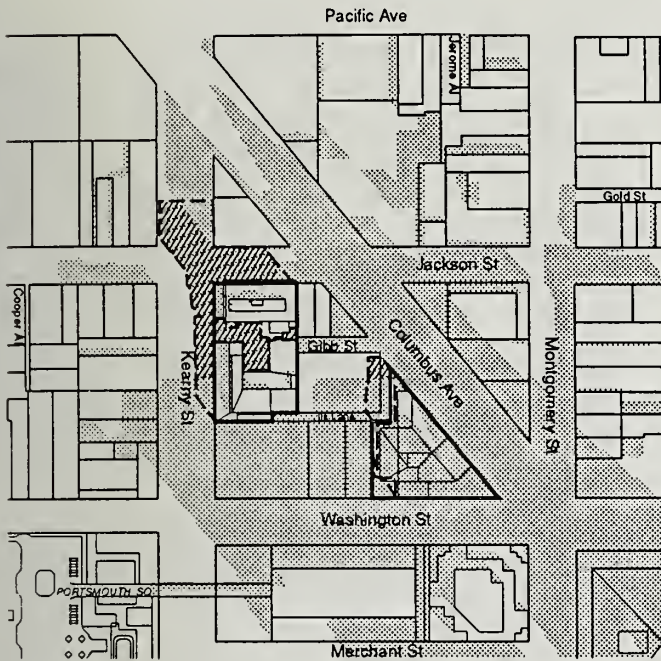 Pacific Ave
Jerome Al
Gold St
Jackson St
Cooper Al
Columbus Ave
Gibb St
Kearny St
Montgomery St
Washington St
PORTSMOUTH SQ
Merchant St